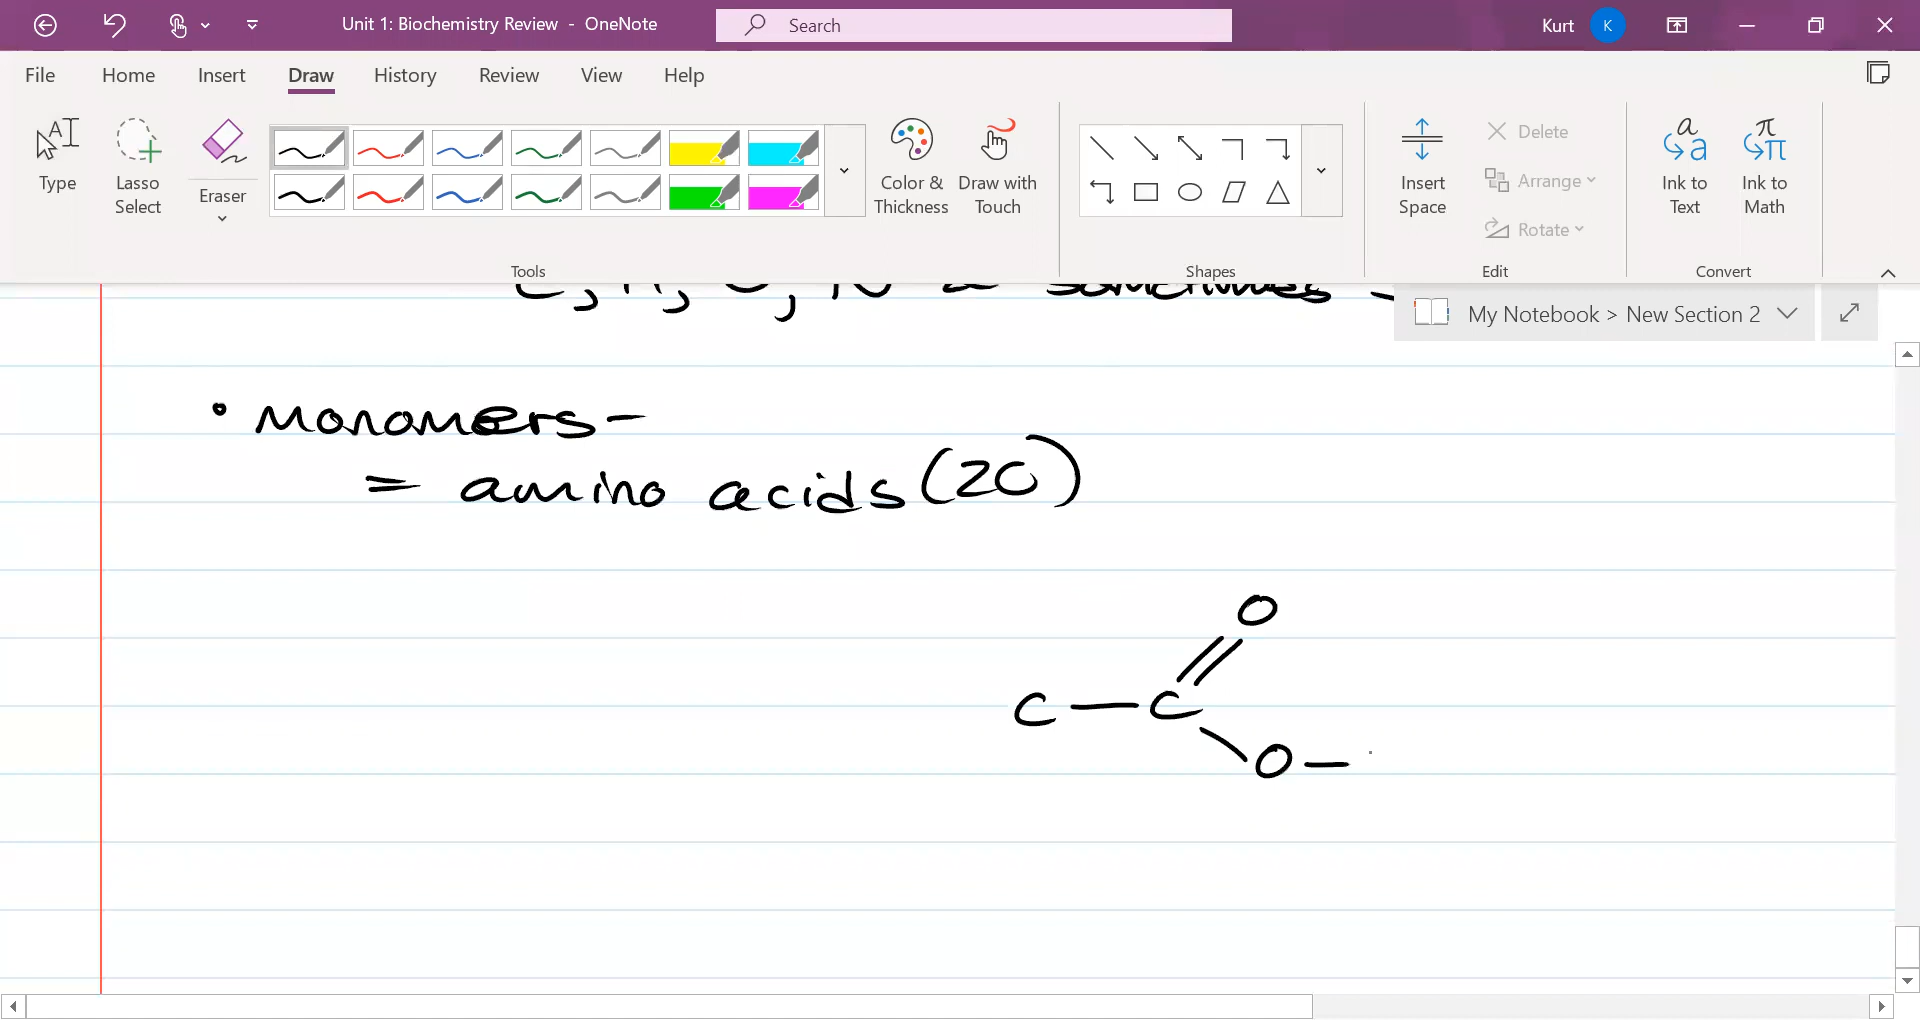 Unit 1: Biochemistry Review - OneNote
Search
Kurt
K
File Home Insert Draw History Review View Help
Type
Lasso Select
Eraser
Color & Thickness
Draw with Touch
Insert Space
Delete
Arrange
Rotate
Ink to Text
Ink to Math
Tools
Shapes
Edit
Convert
My Notebook > New Section 2
C, H, O, N & sometimes
• Monomers-
= amino acids (20)
O
C — C
O —